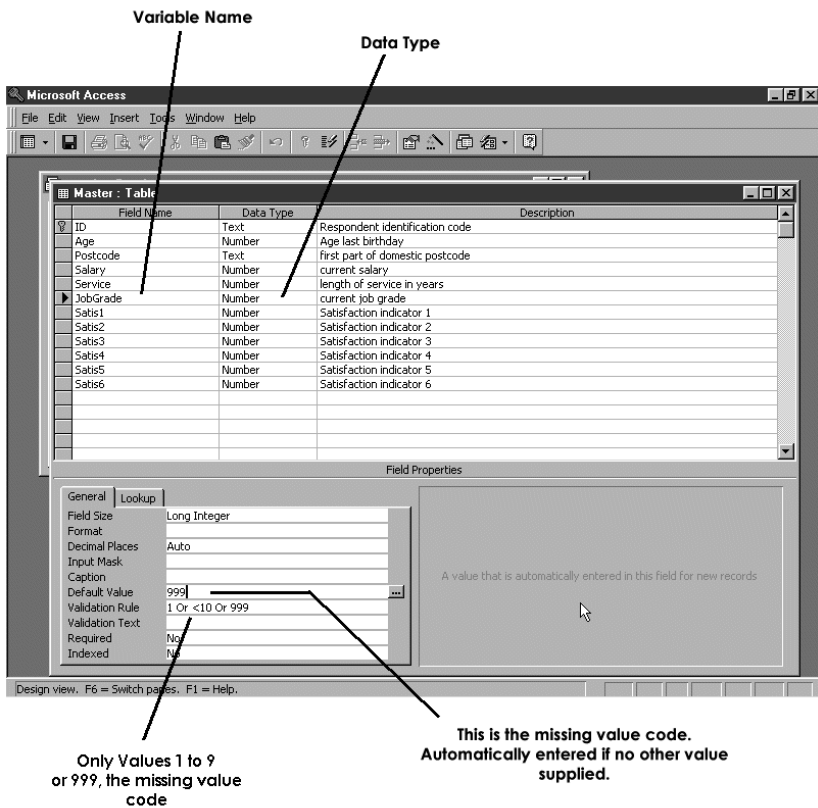 Variable Name
Data Type
Microsoft Access
File Edit View Insert Tools Window Help
Master : Table
Field Name Data Type Description
ID Text Respondent identification code
Age Number Age last birthday
Postcode Text first part of domestic postcode
Salary Number current salary
Service Number length of service in years
JobGrade Number current job grade
Satis1 Number Satisfaction indicator 1
Satis2 Number Satisfaction indicator 2
Satis3 Number Satisfaction indicator 3
Satis4 Number Satisfaction indicator 4
Satis5 Number Satisfaction indicator 5
Satis6 Number Satisfaction indicator 6
Field Properties
General Lookup
Field Size Long Integer
Format
Decimal Places Auto
Input Mask
Caption
Default Value 999
Validation Rule 1 Or <10 Or 999
Validation Text
Required No
Indexed No
A value that is automatically entered in this field for new records
Design view. F6 = Switch panes. F1 = Help.
This is the missing value code.
Automatically entered if no other value
supplied.
Only Values 1 to 9
or 999, the missing value
code